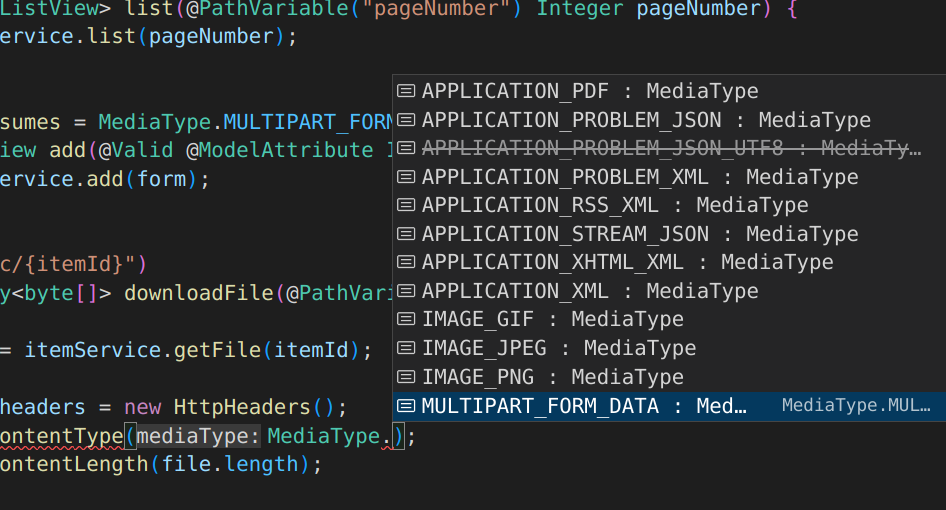 ListView> list(@PathVariable("pageNumber") Integer pageNumber) {
ervice.list(pageNumber);
sumes = MediaType.MULTIPART_FORM
iew add(@Valid @ModelAttribute
ervice.add(form);
c/{itemId}")
y<byte[]> downloadFile(@PathVari
= itemService.getFile(itemId);
headers = new HttpHeaders();
ontentType(mediaType: MediaType.);
ontentLength(file.length);
APPLICATION_PDF : MediaType
APPLICATION_PROBLEM_JSON : MediaType
APPLICATION_PROBLEM_JSON_UTF8 : MediaTy…
APPLICATION_PROBLEM_XML : MediaType
APPLICATION_RSS_XML : MediaType
APPLICATION_STREAM_JSON : MediaType
APPLICATION_XHTML_XML : MediaType
APPLICATION_XML : MediaType
IMAGE_GIF : MediaType
IMAGE_JPEG : MediaType
IMAGE_PNG : MediaType
MULTIPART_FORM_DATA : Med… MediaType.MUL…